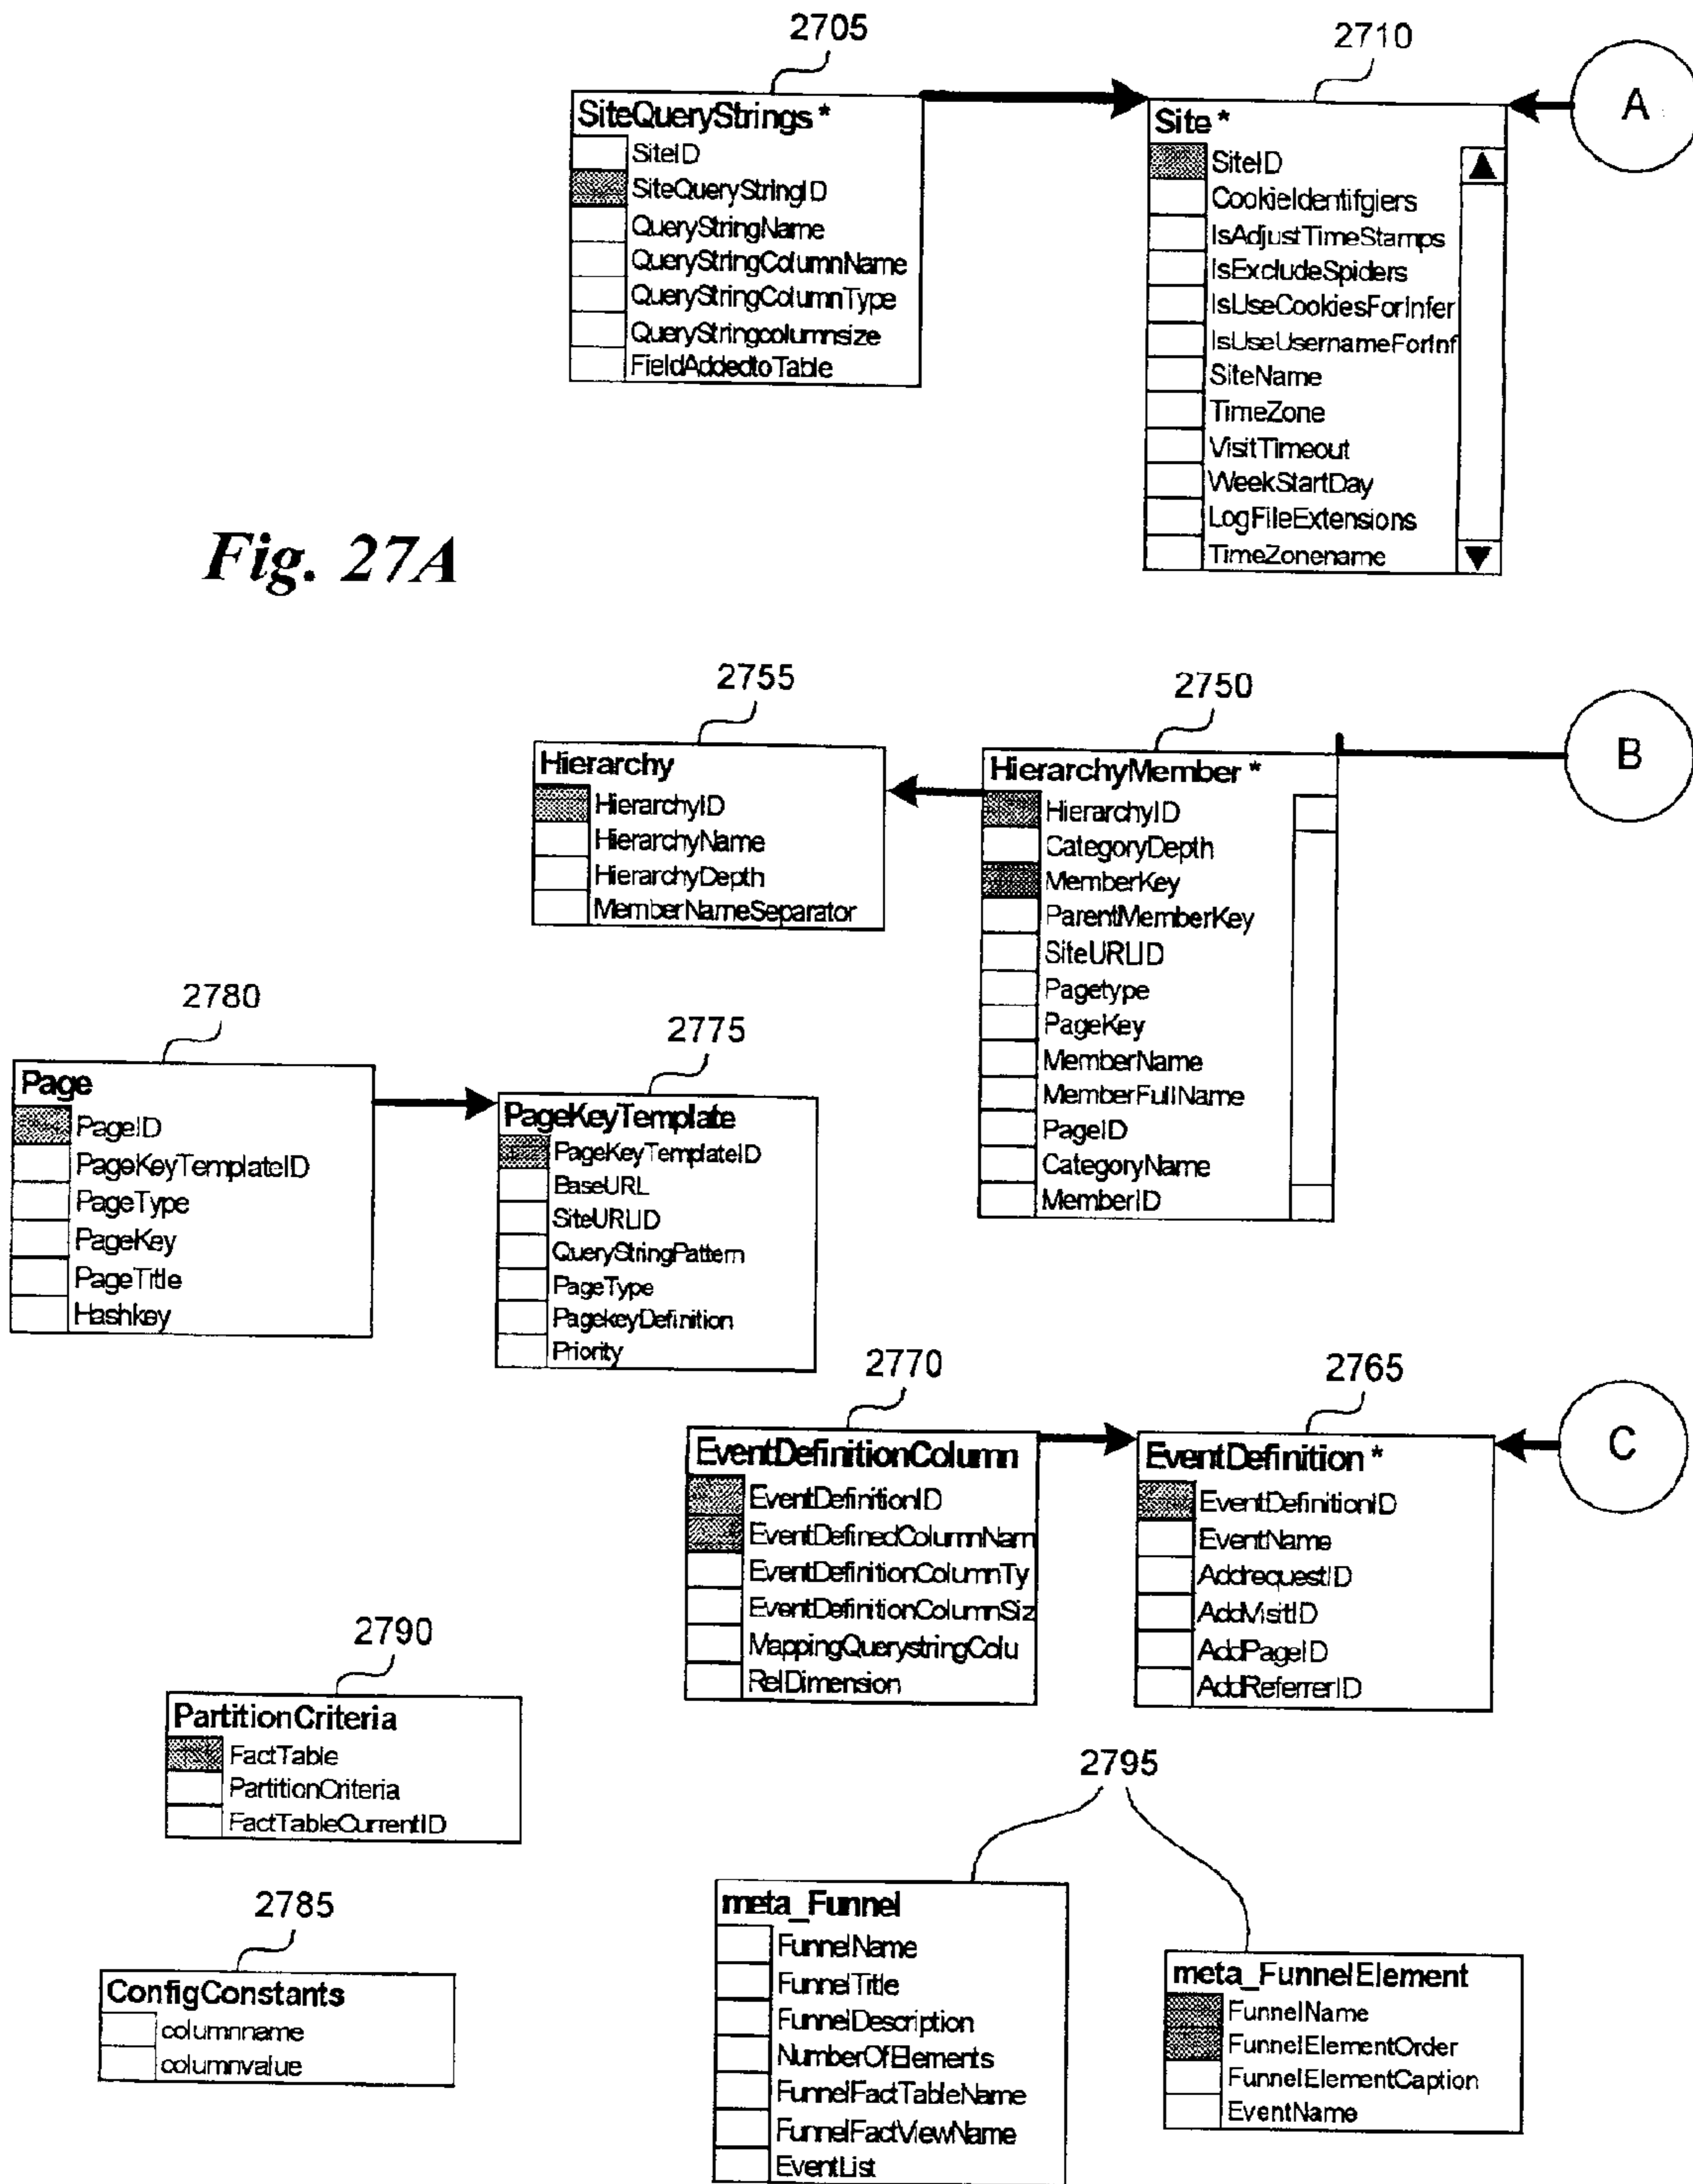 2705
2710
A
SiteQueryStrings *
SiteID
SiteQueryStringID
QueryStringName
QueryStringColumnName
QueryStringColumnType
QueryStringcolumnsize
FieldAddedtoTable
Site *
SiteID
CookieIdentifgiers
IsAdjustTimeStamps
IsExcludeSpiders
IsUseCookiesForInfer
IsUseUsernameForInf
SiteName
TimeZone
VisitTimeout
WeekStartDay
LogFileExtensions
TimeZonename
Fig. 27A
2755
2750
B
Hierarchy
HierarchyID
HierarchyName
HierarchyDepth
MemberNameSeparator
HierarchyMember *
HierarchyID
CategoryDepth
MemberKey
ParentMemberKey
SiteURLID
Pagetype
PageKey
MemberName
MemberFullName
PageID
CategoryName
MemberID
2780
2775
Page
PageID
PageKeyTemplateID
PageType
PageKey
PageTitle
Hashkey
PageKeyTemplate
PageKeyTemplateID
BaseURL
SiteURLID
QueryStringPattern
PageType
PagekeyDefinition
Priority
2770
2765
C
EventDefinitionColumn
EventDefinitionID
EventDefinedColumnNam
EventDefinitionColumnTy
EventDefinitionColumnSiz
MappingQuerystringColu
RelDimension
EventDefinition *
EventDefinitionID
EventName
AddrequestID
AddVisitID
AddPageID
AddReferrerID
2790
PartitionCriteria
FactTable
PartitionCriteria
FactTableCurrentID
2795
2785
ConfigConstants
columnname
columnvalue
meta_Funnel
FunnelName
FunnelTitle
FunnelDescription
NumberOfElements
FunnelFactTableName
FunnelFactViewName
EventList
meta_FunnelElement
FunnelName
FunnelElementOrder
FunnelElementCaption
EventName